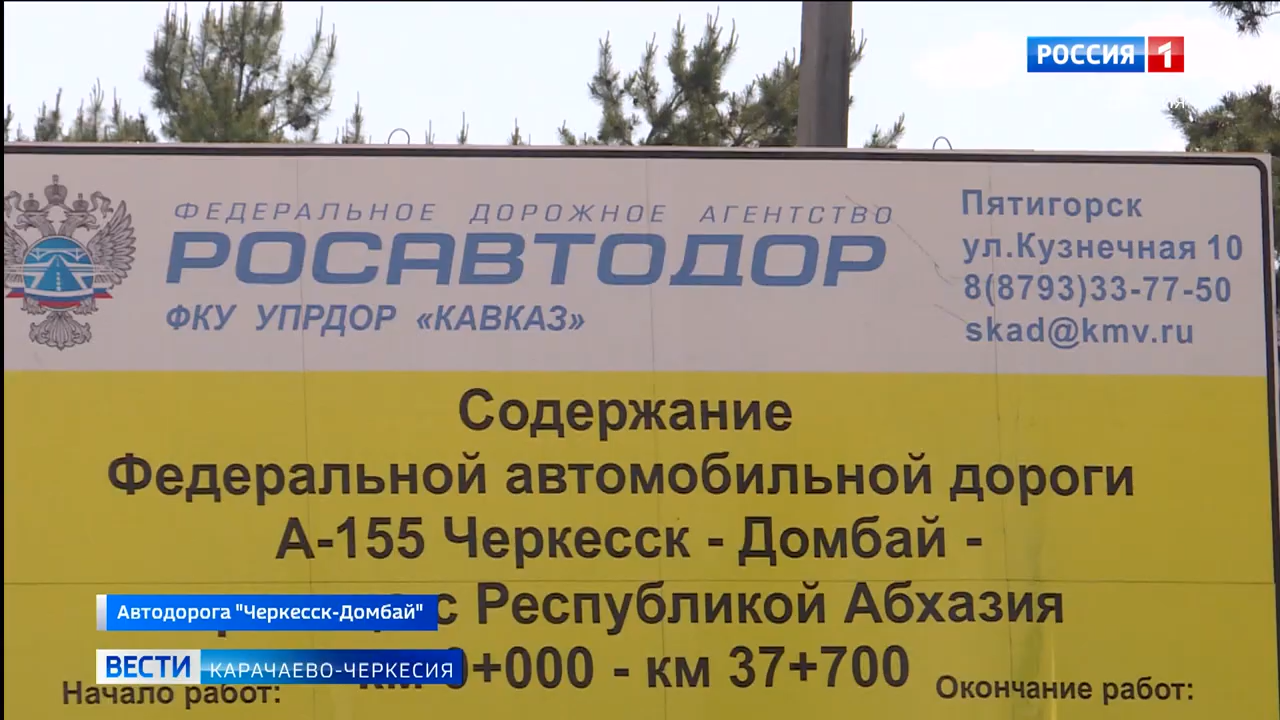 РОССИЯ 1
ФЕДЕРАЛЬНОЕ ДОРОЖНОЕ АГЕНТСТВО
РОСАВТОДОР
ФКУ УПРДОР «КАВКАЗ»
Пятигорск
ул.Кузнечная 10
8(8793)33-77-50
skad@kmv.ru
Содержание
Федеральной автомобильной дороги
А-155 Черкесск - Домбай -
с Республикой Абхазия
км 0+000 - км 37+700
Начало работ:
Окончание работ:
Автодорога "Черкесск-Домбай"
ВЕСТИ КАРАЧАЕВО-ЧЕРКЕСИЯ